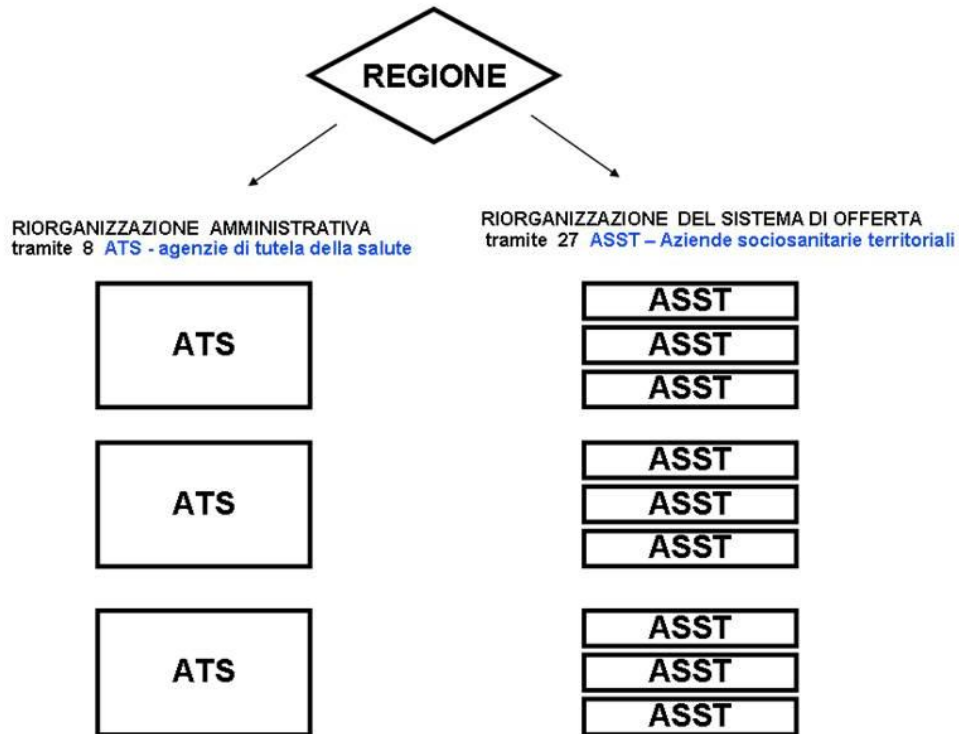 REGIONE
RIORGANIZZAZIONE AMMINISTRATIVA
tramite 8 ATS - agenzie di tutela della salute
RIORGANIZZAZIONE DEL SISTEMA DI OFFERTA
tramite 27 ASST – Aziende sociosanitarie territoriali
ATS
ASST
ASST
ASST
ATS
ASST
ASST
ASST
ATS
ASST
ASST
ASST